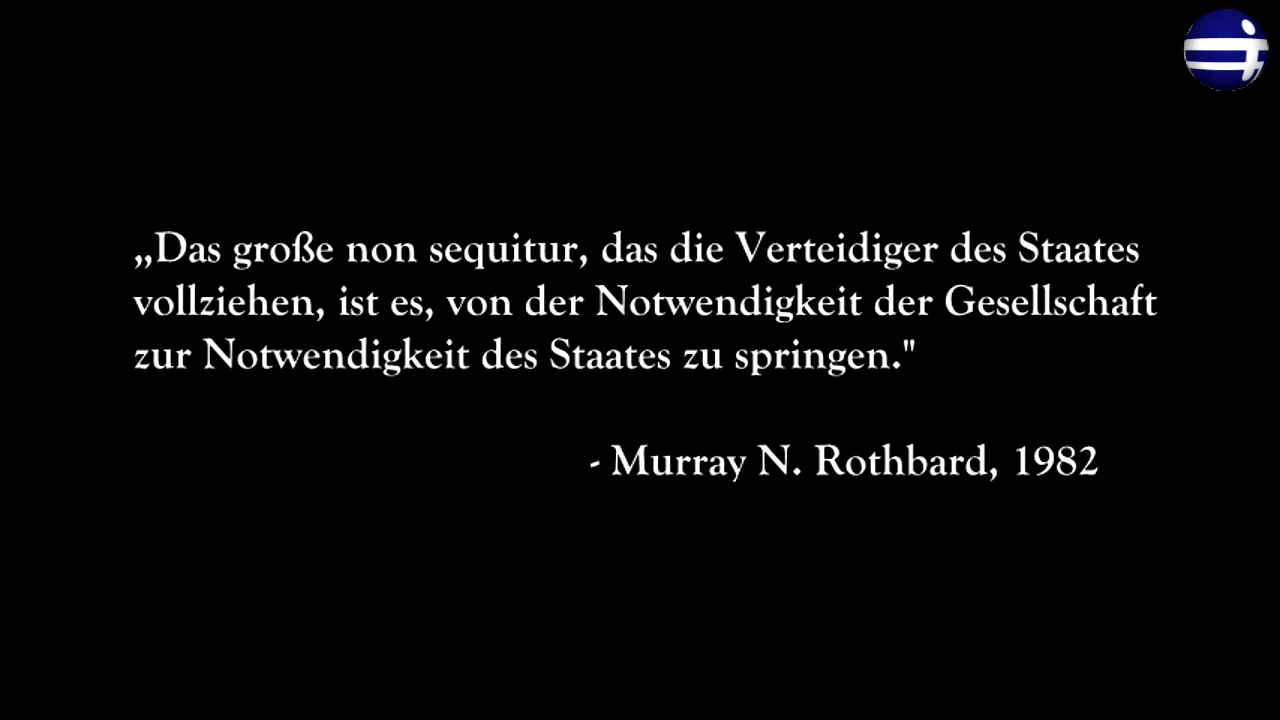 „Das große non sequitur, das die Verteidiger des Staates
vollziehen, ist es, von der Notwendigkeit der Gesellschaft
zur Notwendigkeit des Staates zu springen."
- Murray N. Rothbard, 1982